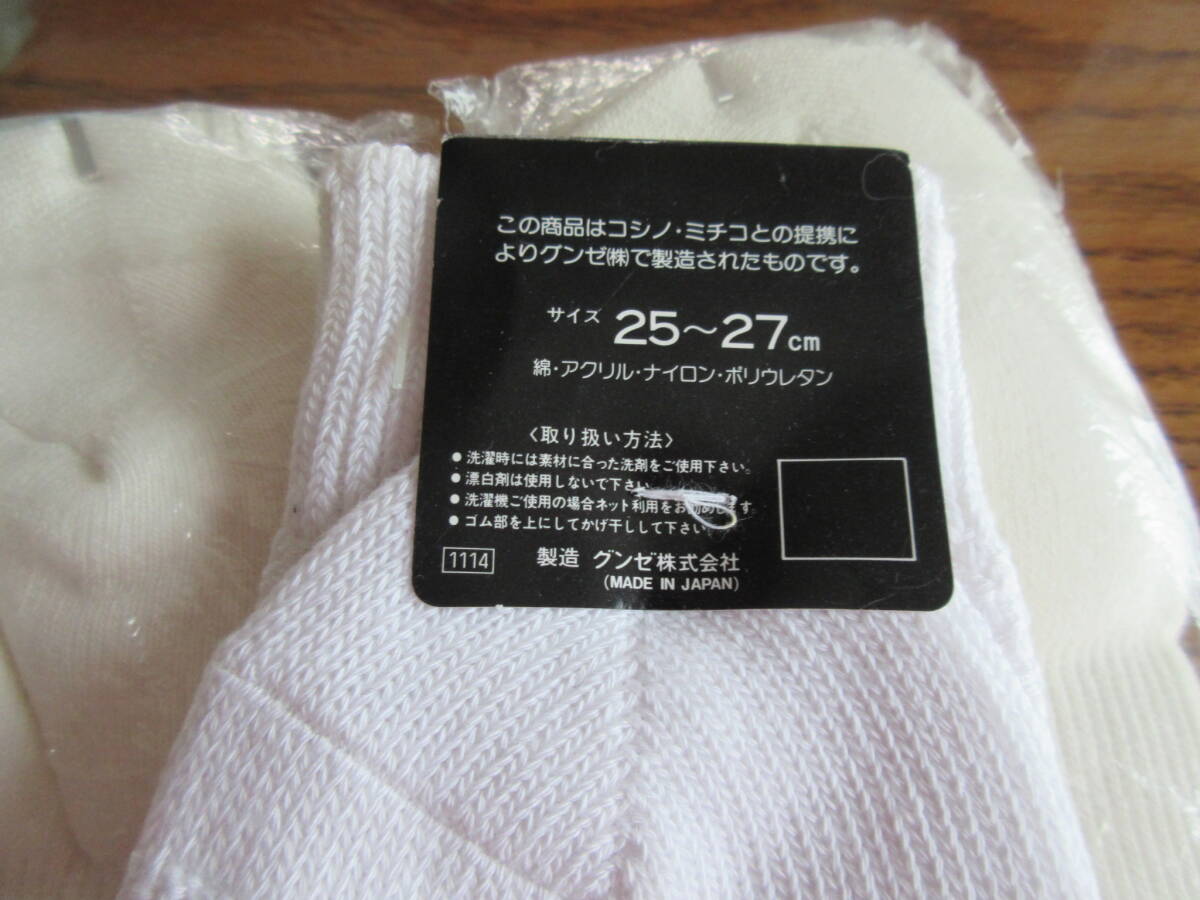 この商品はコシノ・ミチコとの提携に
よりグンゼ㈱で製造されたものです。
サイズ 25〜27cm
綿・アクリル・ナイロン・ポリウレタン
〈取り扱い方法〉
●洗濯時には素材に合った洗剤をご使用下さい。
●漂白剤は使用しないで下さい
●洗濯機ご使用の場合ネット利用をお勧めします
●ゴム部を上にしてかげ干しして下さい
1114
製造 グンゼ株式会社
(MADE IN JAPAN)